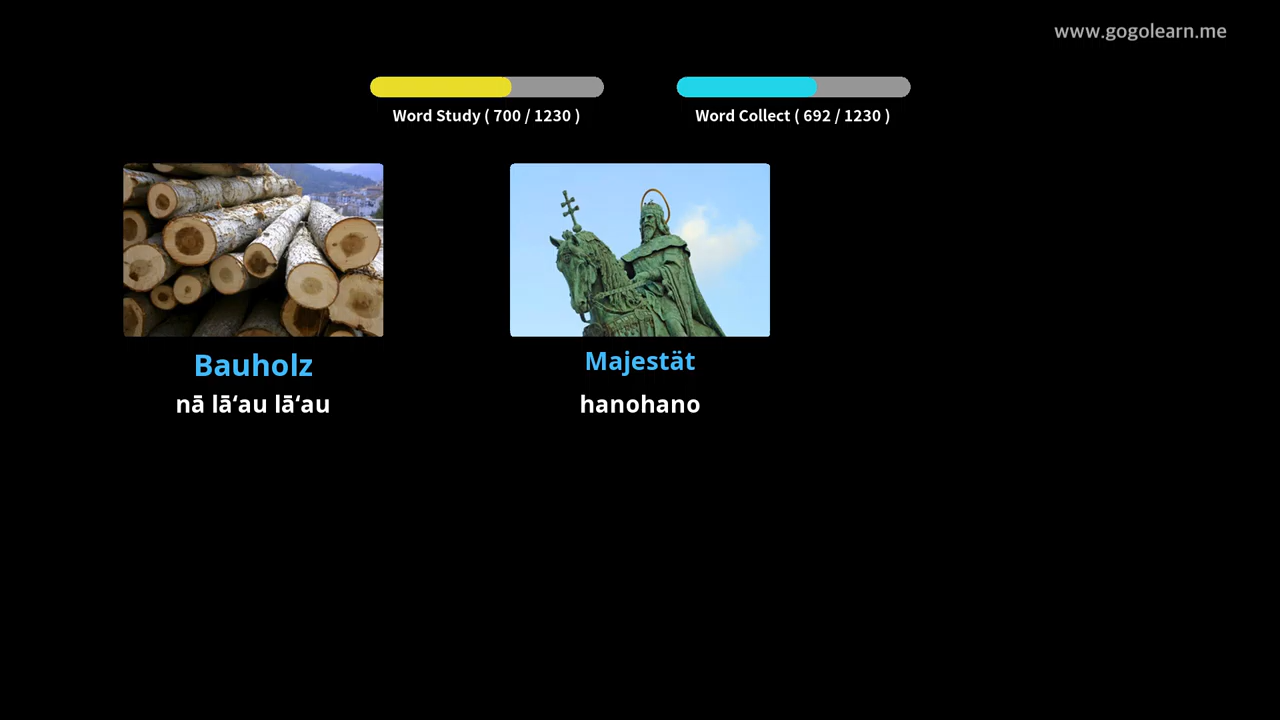 www.gogolearn.me
Word Study ( 700 / 1230 )
Word Collect ( 692 / 1230 )
Bauholz
nā lāʻau lāʻau
Majestät
hanohano